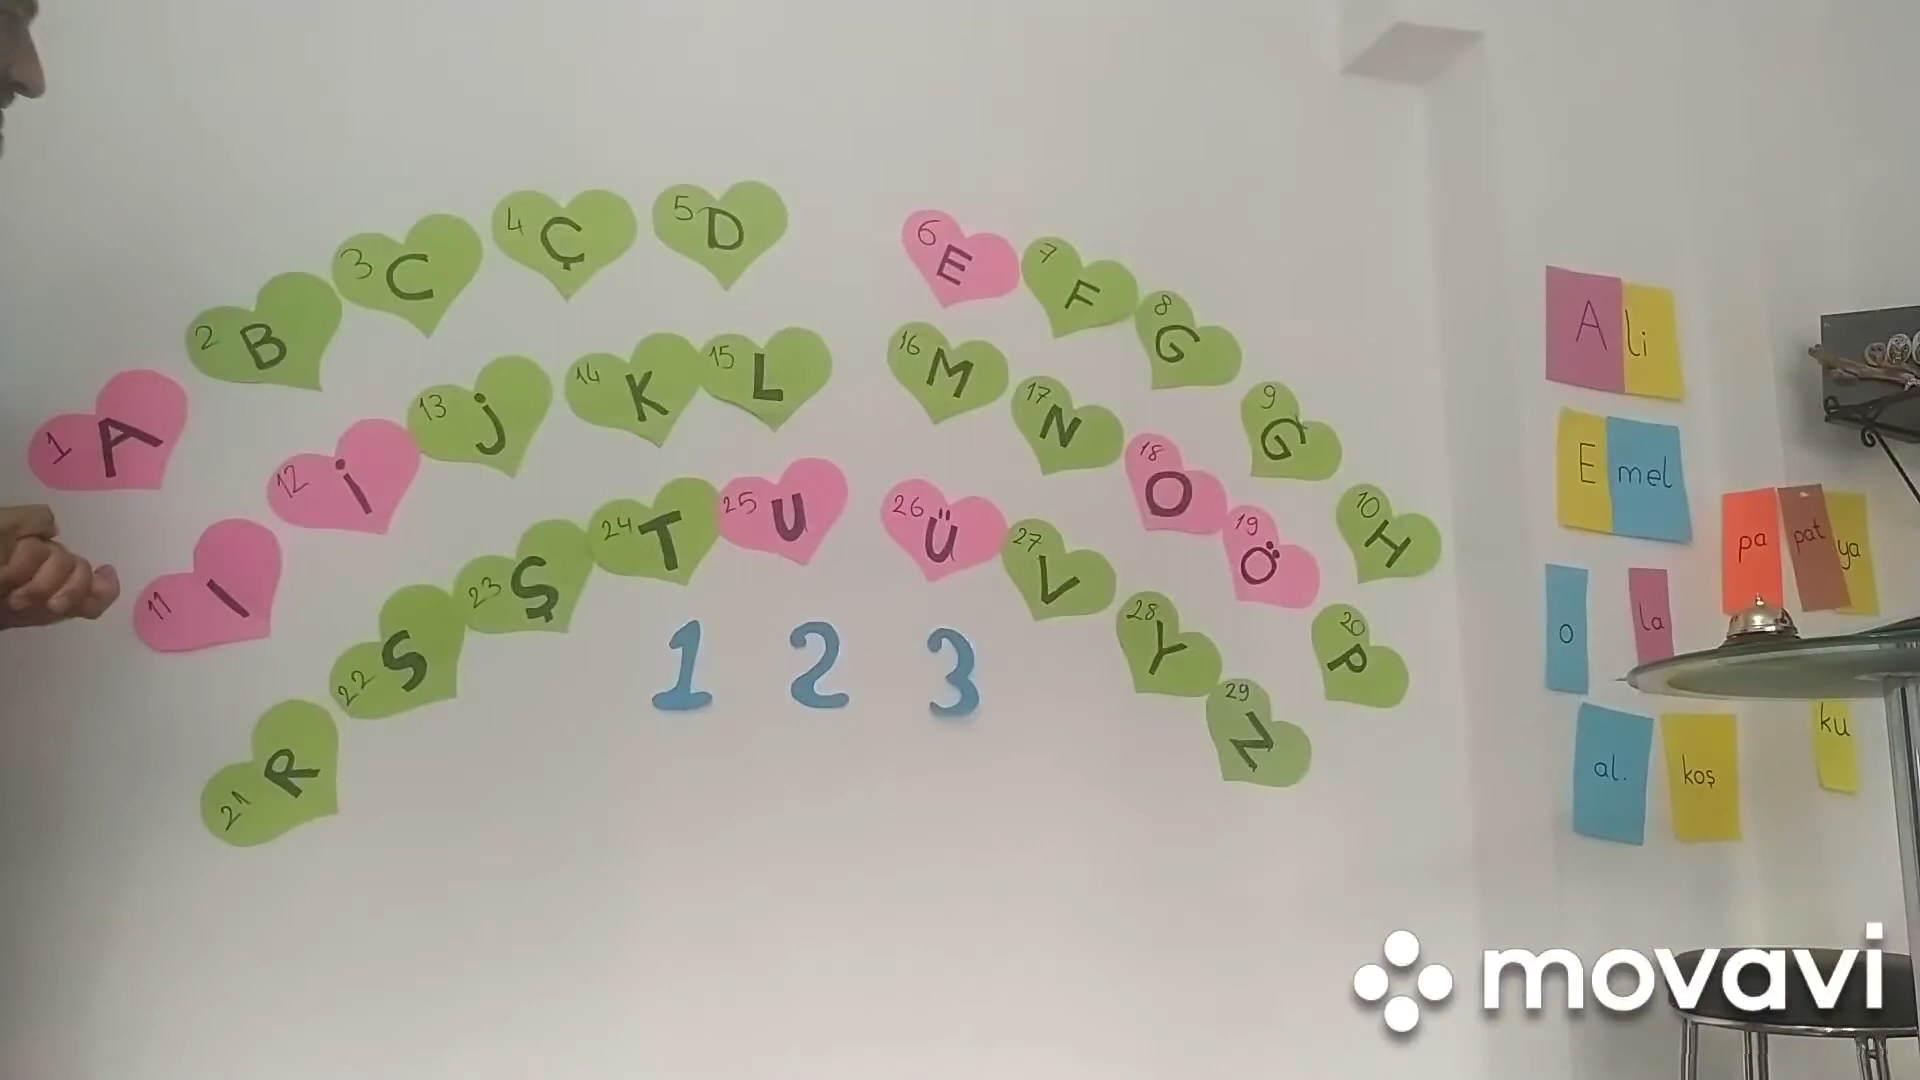 1 A 2 B 3 C 4 Ç 5 D 6 E 7 F 8 G 9 Ğ 10 H
11 I 12 İ 13 j 14 K 15 L 16 M 17 N 18 O 19 Ö 20 P
21 R 22 S 23 Ş 24 T 25 U 26 Ü 27 V 28 Y 29 Z
1 2 3
A li
E mel
pa pat ya
o la
ku
al. koş
movavi